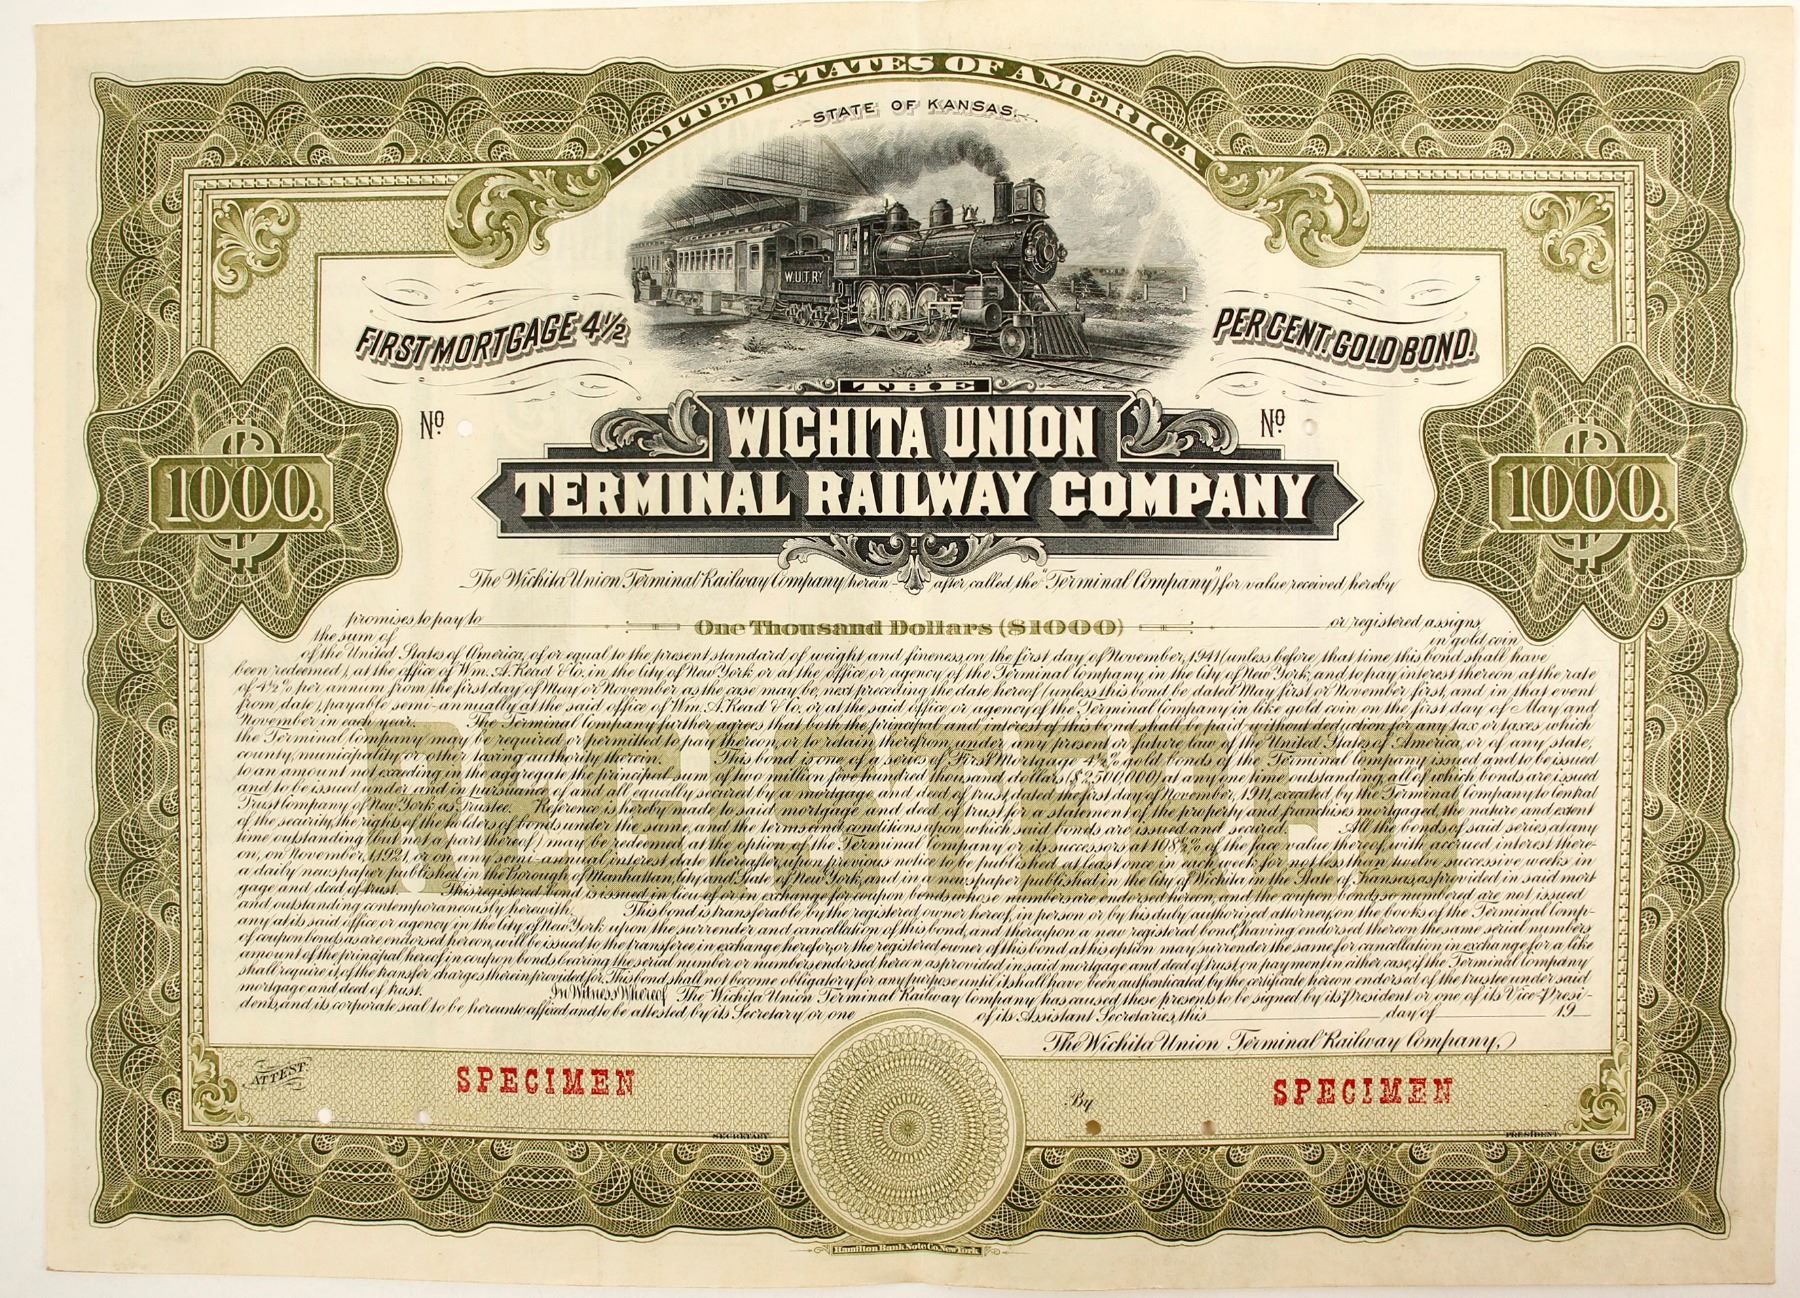 UNITED STATES OF AMERICA
STATE OF KANSAS.
W.U.T.RY
FIRST MORTGAGE 4½ PER CENT. GOLD BOND.
THE
No. WICHITA UNION No.
TERMINAL RAILWAY COMPANY
1000. 1000.
The Wichita Union Terminal Railway Company, herein- after called the "Terminal Company", for value received hereby
promises to pay to or registered assigns,
the sum of One Thousand Dollars ($1000) in gold coin
of the United States of America, of or equal to the present standard of weight and fineness, on the first day of November, 1941 (unless before that time this bond shall have
been redeemed), at the office of Wm. A. Read & Co. in the City of New York or at the office or agency of the Terminal Company in the City of New York, and to pay interest thereon at the rate
of 4½% per annum from the first day of May or November as the case may be, next preceding the date hereof (unless this bond be dated May first or November first, and in that event
from date), payable semi-annually at the said office of Wm. A. Read & Co. or at the said office or agency of the Terminal Company in like gold coin on the first day of May and
November in each year. The Terminal Company further agrees that both the principal and interest of this bond shall be paid without deduction for any tax or taxes which
the Terminal Company may be required or permitted to pay thereon, or to retain therefrom under any present or future law of the United States of America, or of any state,
county, municipality or other taxing authority therein. This bond is one of a series of First Mortgage 4½% gold bonds of the Terminal Company issued and to be issued
to an amount not exceeding in the aggregate the principal sum of two million five hundred thousand dollars ($2,500,000) at any one time outstanding, all of which bonds are issued
and to be issued under and in pursuance of and all equally secured by a mortgage and deed of trust, dated the first day of November, 1911, executed by the Terminal Company to Central
Trust Company of New York as Trustee. Reference is hereby made to said mortgage and deed of trust for a statement of the property and franchises mortgaged, the nature and extent
of the security, the rights of the holders of bonds under the same, and the terms and conditions upon which said bonds are issued and secured. All the bonds of said series at any
time outstanding (but not a part thereof) may be redeemed at the option of the Terminal Company or its successors at % of the face value thereof, with accrued interest there-
on, on November 1, 1921, or on any semi-annual interest date thereafter, upon previous notice to be published at least once in each week for not less than twelve successive weeks in
a daily newspaper published in the Borough of Manhattan, City and State of New York, and in a newspaper published in the City of Wichita in the State of Kansas, as provided in said mort
gage and deed of trust. This registered bond is issued in lieu of or in exchange for coupon bonds whose numbers are endorsed hereon, and the coupon bonds so numbered are not issued
and outstanding contemporaneously herewith. This bond is transferable by the registered owner hereof, in person or by his duly authorized attorney, on the books of the Terminal Comp-
any at its said office or agency in the City of New York upon the surrender and cancellation of this bond, and thereupon a new registered bond, having endorsed thereon the same serial numbers
of coupon bonds as are endorsed hereon, will be issued to the transferee in exchange herefor, or the registered owner of this bond at his option may surrender the same for cancellation in exchange for a like
amount of the principal hereof in coupon bonds bearing the serial number or numbers endorsed hereon as provided in said mortgage and deed of trust, on payment in either case, if the Terminal Company
shall require it, of the transfer charges therein provided for. This bond shall not become obligatory for any purpose until it shall have been authenticated by the certificate hereon endorsed of the trustee under said
mortgage and deed of trust. In Witness Whereof The Wichita Union Terminal Railway Company has caused these presents to be signed by its President or one of its Vice-Presi-
dents, and its corporate seal to be hereunto affixed and to be attested by its Secretary or one of its Assistant Secretaries, this day of 19
REGISTERED
The Wichita Union Terminal Railway Company,
ATTEST. SPECIMEN By SPECIMEN
SECRETARY. PRESIDENT.
Hamilton Bank Note Co. New York